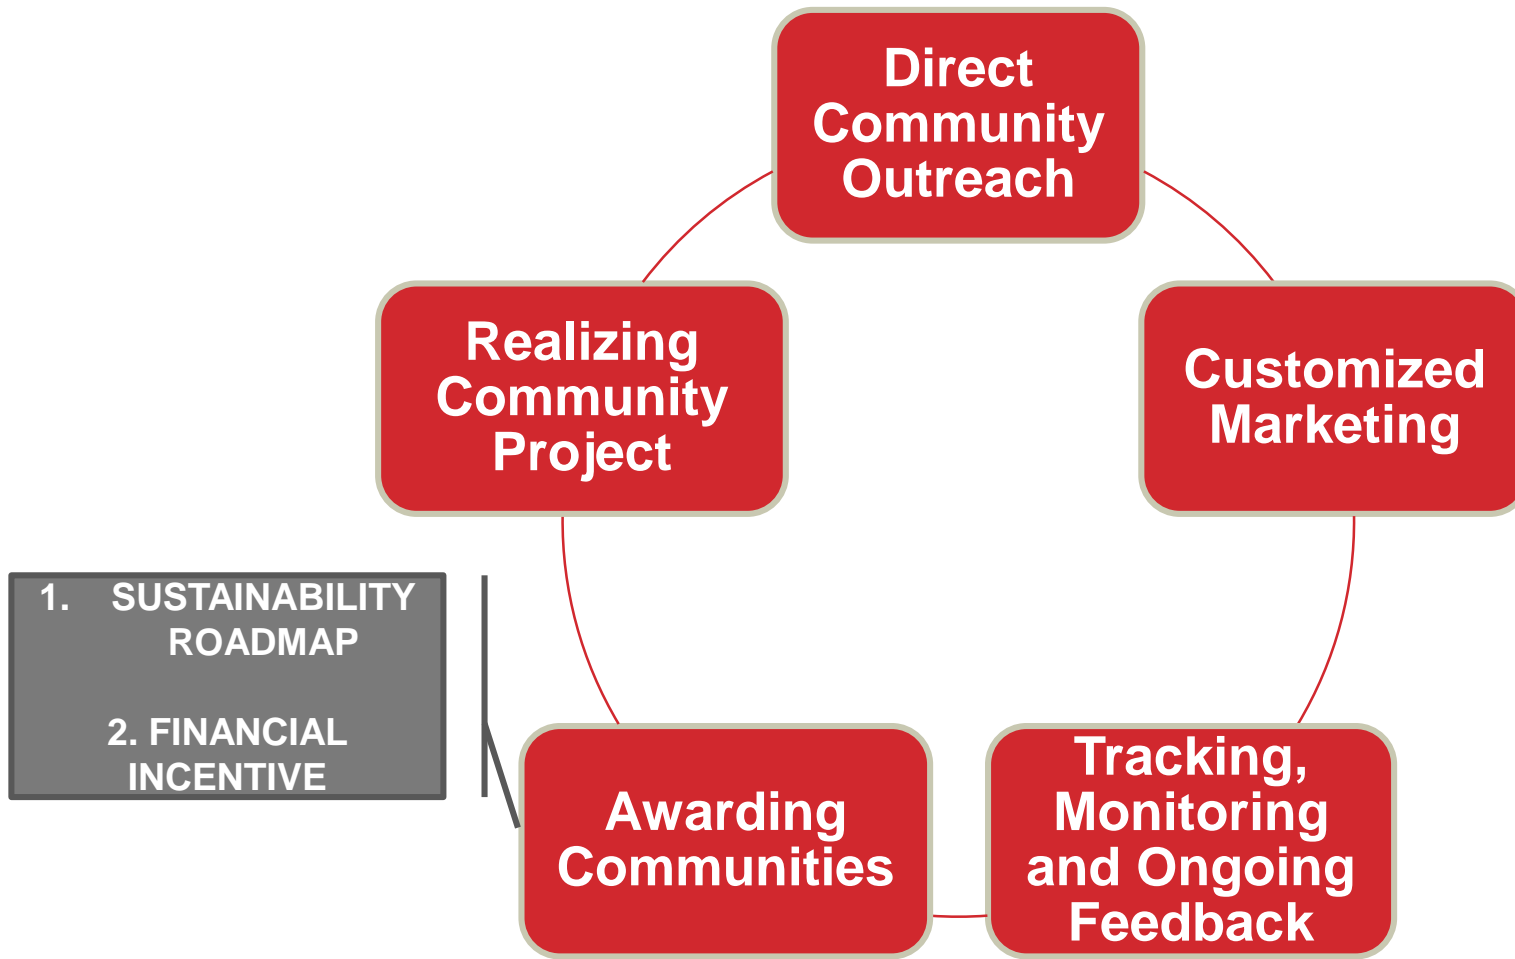 Direct
Community
Outreach
Customized
Marketing
Tracking,
Monitoring
and Ongoing
Feedback
Awarding
Communities
1. SUSTAINABILITY
ROADMAP
2. FINANCIAL
INCENTIVE
Realizing
Community
Project